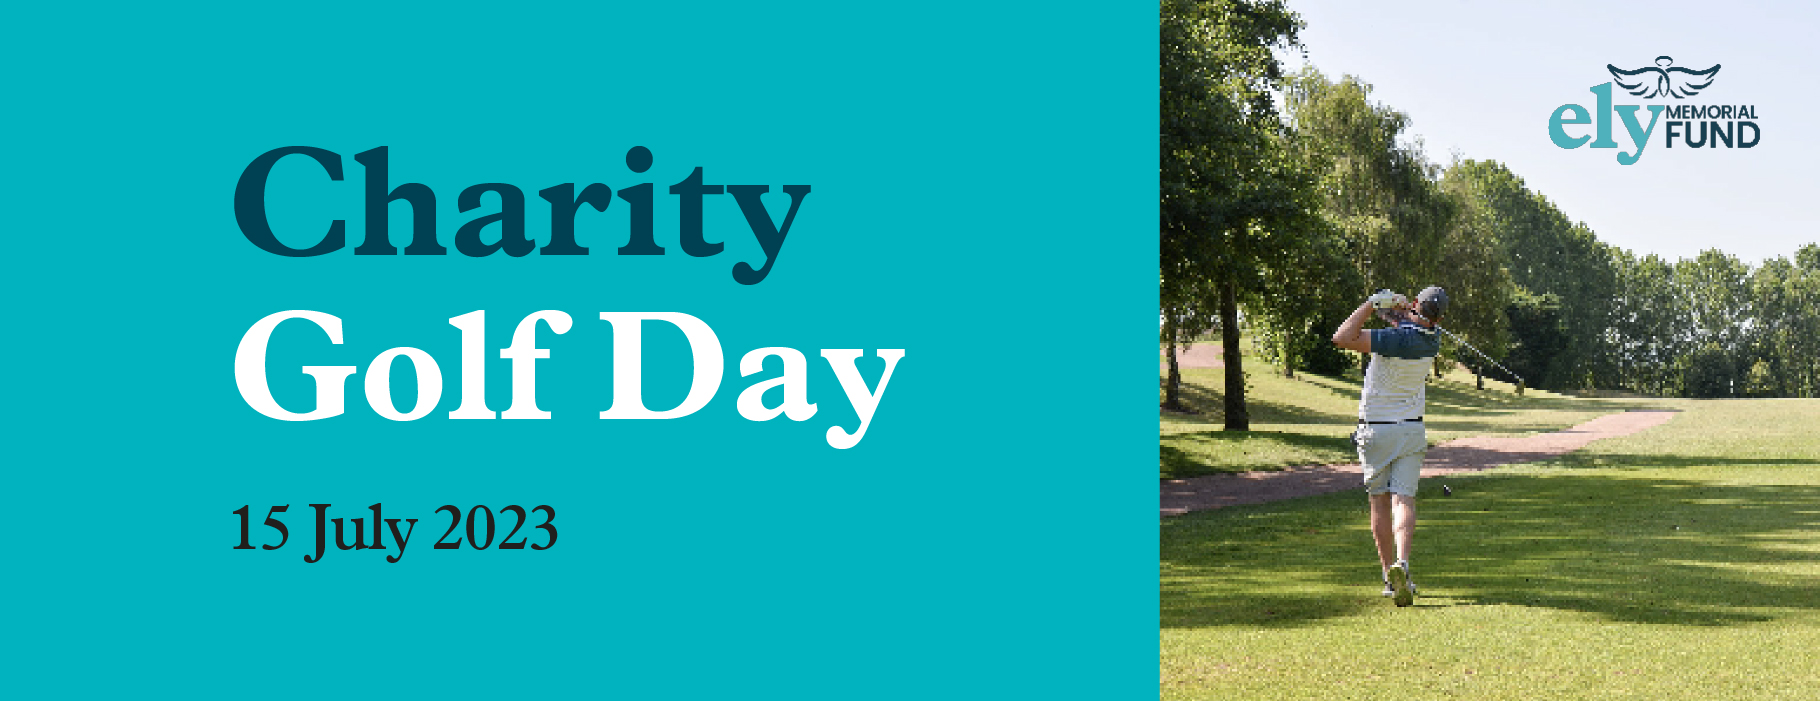 Charity
Golf Day
15 July 2023
ely MEMORIAL
FUND